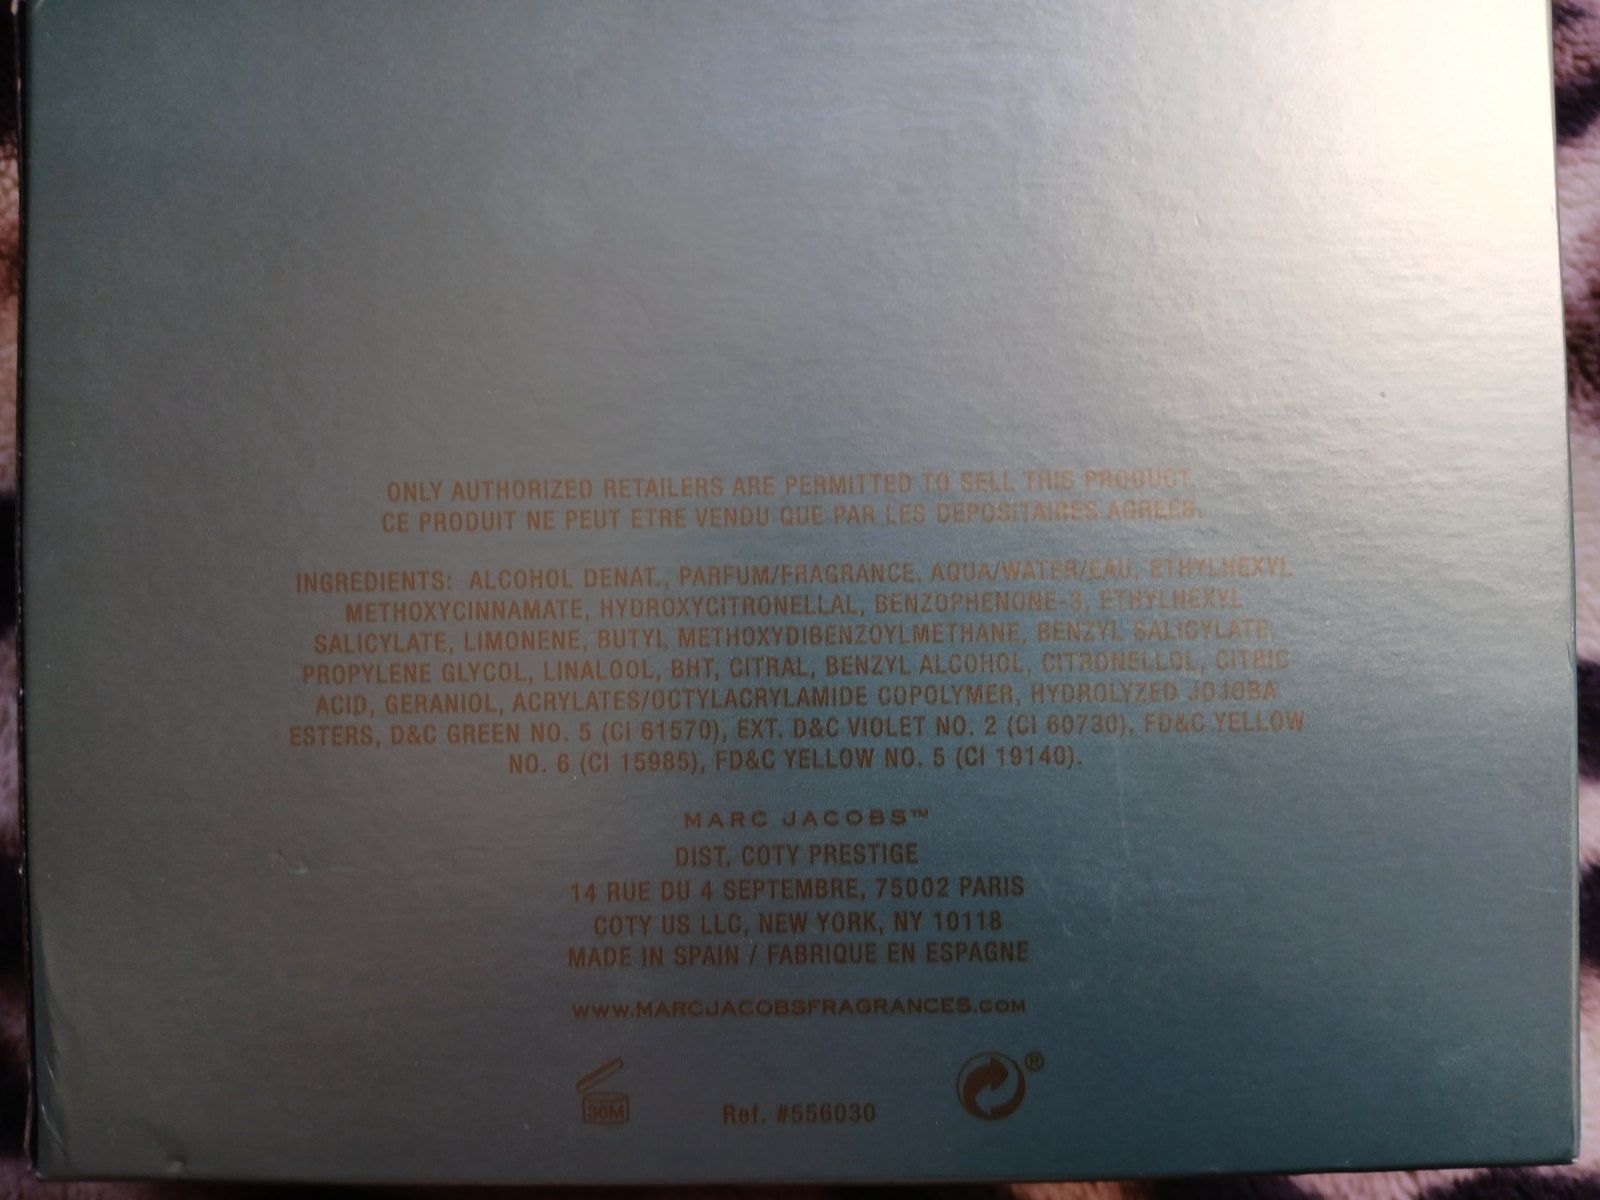 ONLY AUTHORIZED RETAILERS ARE PERMITTED TO SELL THIS PRODUCT.
CE PRODUIT NE PEUT ETRE VENDU QUE PAR LES DEPOSITAIRES AGREES.
INGREDIENTS: ALCOHOL DENAT., PARFUM/FRAGRANCE, AQUA/WATER/EAU, ETHYLHEXYL
METHOXYCINNAMATE, HYDROXYCITRONELLAL, BENZOPHENONE-3, ETHYLHEXYL
SALICYLATE, LIMONENE, BUTYL METHOXYDIBENZOYLMETHANE, BENZYL SALICYLATE,
PROPYLENE GLYCOL, LINALOOL, BHT, CITRAL, BENZYL ALCOHOL, CITRONELLOL, CITRIC
ACID, GERANIOL, ACRYLATES/OCTYLACRYLAMIDE COPOLYMER, HYDROLYZED JOJOBA
ESTERS, D&C GREEN NO. 5 (CI 61570), EXT. D&C VIOLET NO. 2 (CI 60730), FD&C YELLOW
NO. 6 (CI 15985), FD&C YELLOW NO. 5 (CI 19140).
MARC JACOBS™
DIST. COTY PRESTIGE
14 RUE DU 4 SEPTEMBRE, 75002 PARIS
COTY US LLC, NEW YORK, NY 10118
MADE IN SPAIN / FABRIQUE EN ESPAGNE
WWW.MARCJACOBSFRAGRANCES.COM
36M Ref. #556030 ®